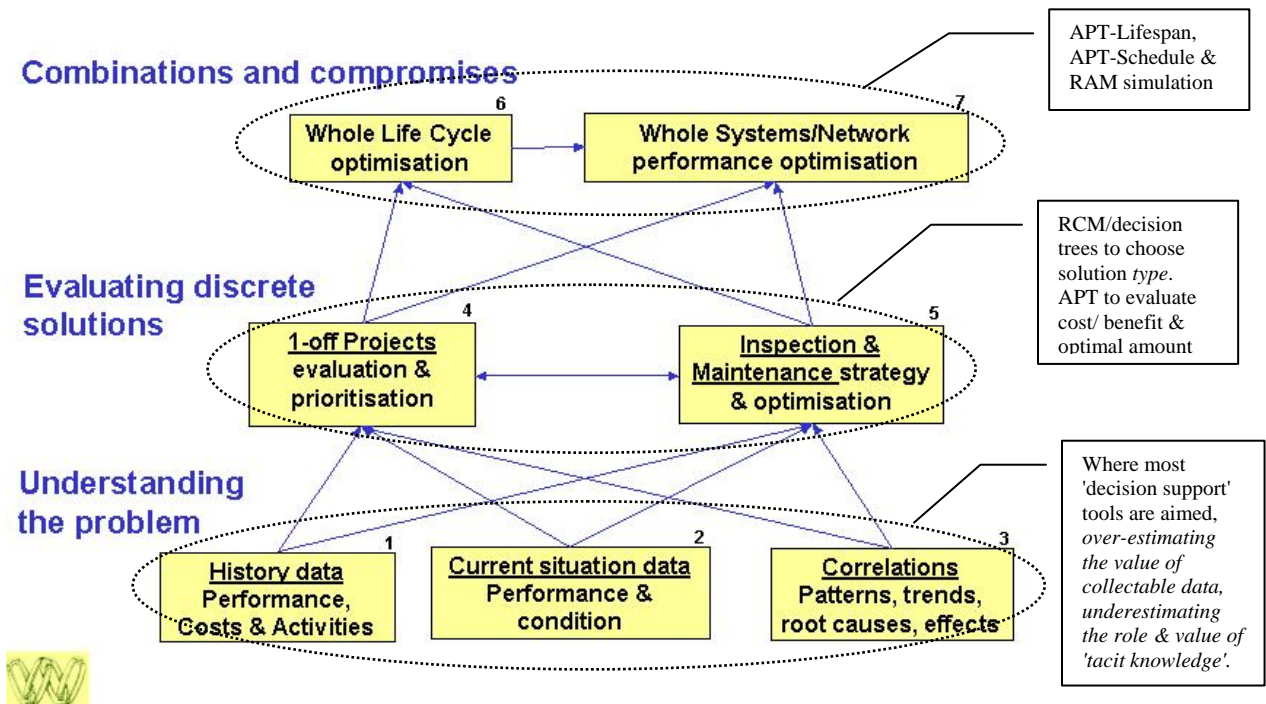 Combinations and compromises
6
Whole Life Cycle
optimisation
7
Whole Systems/Network
performance optimisation
APT-Lifespan,
APT-Schedule &
RAM simulation
Evaluating discrete
solutions
4
1-off Projects
evaluation &
prioritisation
5
Inspection &
Maintenance strategy
& optimisation
RCM/decision
trees to choose
solution type.
APT to evaluate
cost/ benefit &
optimal amount
Understanding
the problem
1
History data
Performance,
Costs & Activities
2
Current situation data
Performance &
condition
3
Correlations
Patterns, trends,
root causes, effects
Where most
'decision support'
tools are aimed,
over-estimating
the value of
collectable data,
underestimating
the role & value of
'tacit knowledge'.